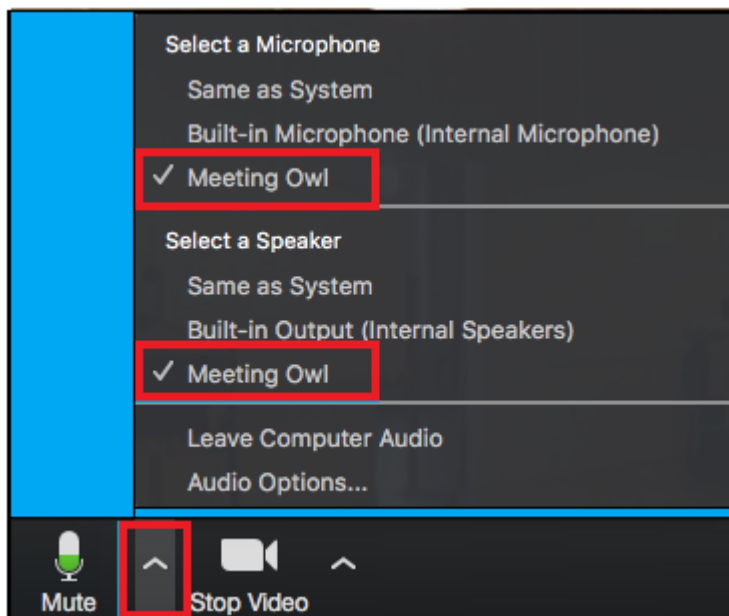 Select a Microphone
Same as System
Built-in Microphone (Internal Microphone)
✓ Meeting Owl
Select a Speaker
Same as System
Built-in Output (Internal Speakers)
✓ Meeting Owl
Leave Computer Audio
Audio Options...
Mute Stop Video